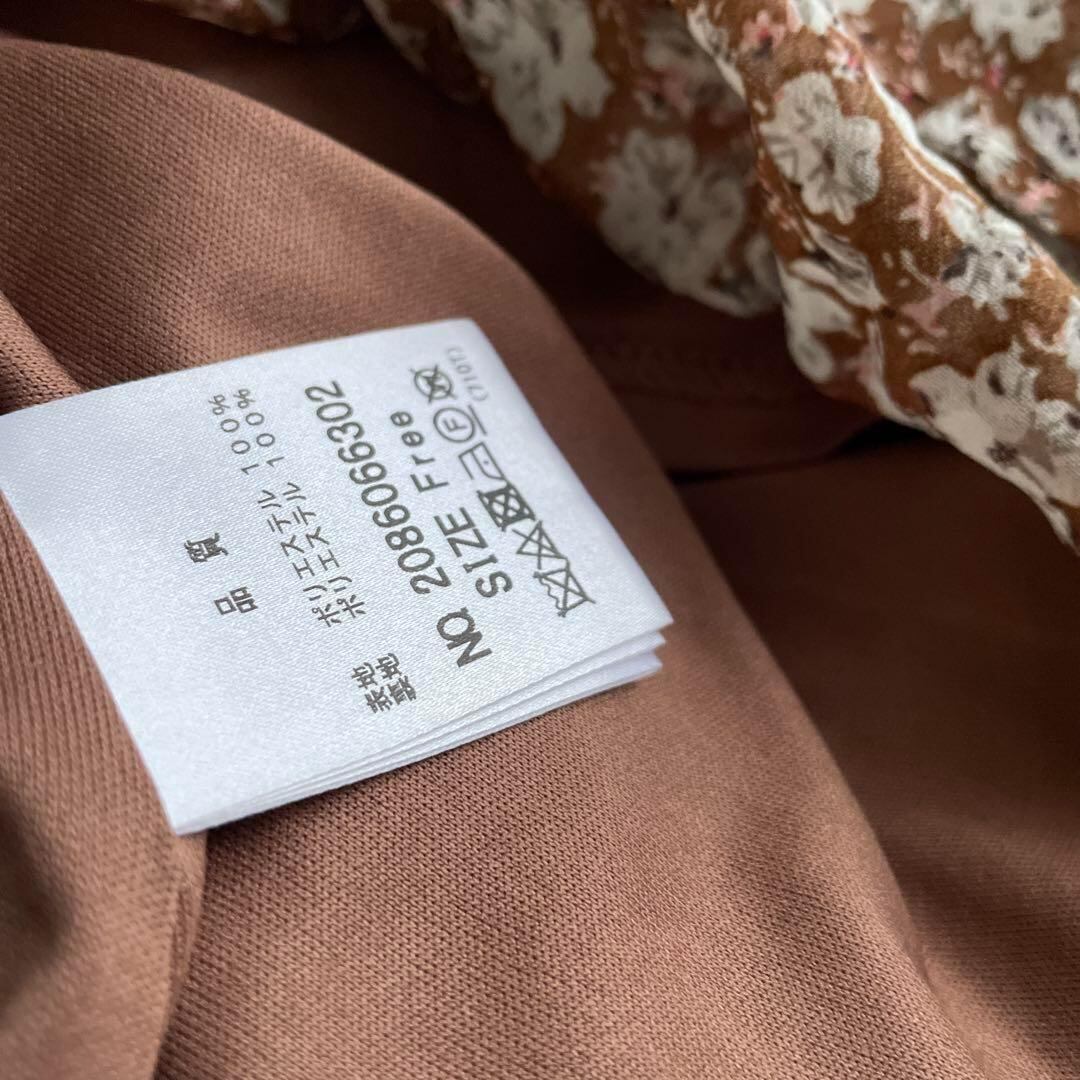 品 質
表地 ポリエステル 100%
裏地 ポリエステル 100%
No. 2086066302
SIZE Free
F